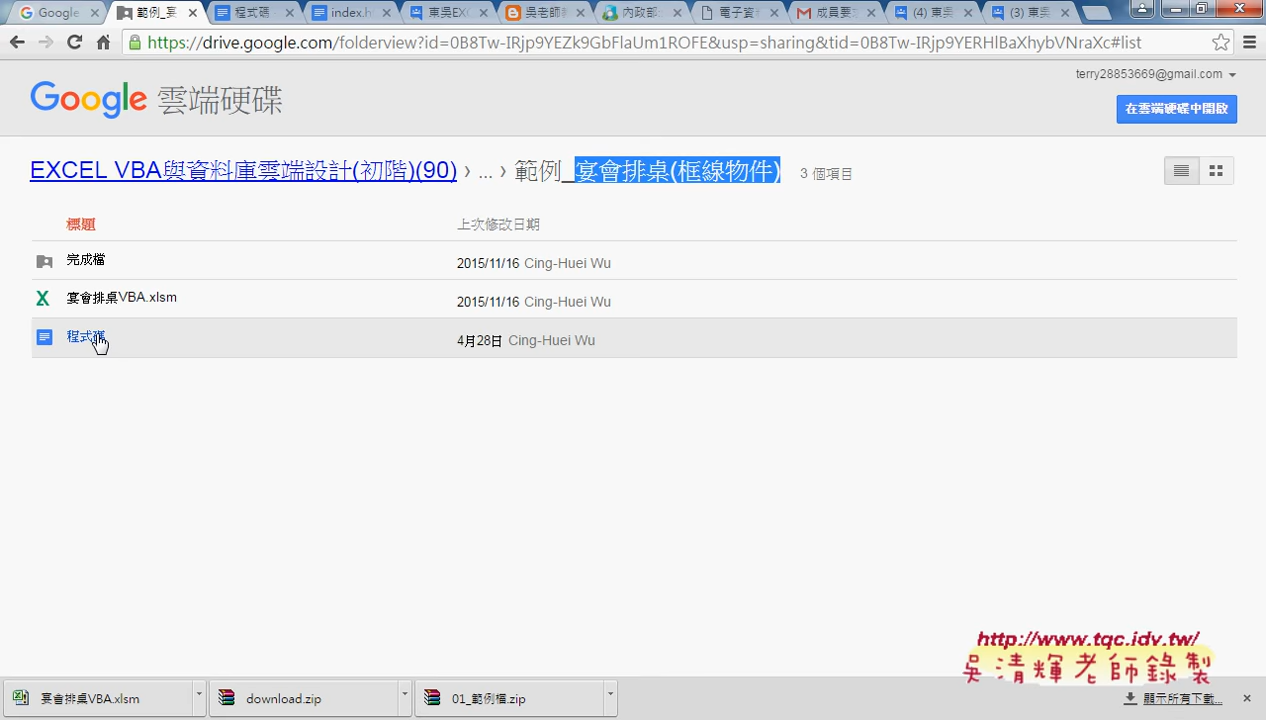 Google
範例_宴
程式碼
index.h
東吳EXC
吳老師
內政部
電子資
成員要
(4) 東吳
(3) 東吳
https://drive.google.com/folderview?id=0B8Tw-IRjp9YEZk9GbFlaUm1ROFE&usp=sharing&tid=0B8Tw-IRjp9YERHlBaXhybVNraXc#list
terry28853669@gmail.com
Google 雲端硬碟
在雲端硬碟中開啟
EXCEL VBA與資料庫雲端設計(初階)(90) › ... › 範例_宴會排桌(框線物件) 3 個項目
標題 上次修改日期
完成檔 2015/11/16 Cing-Huei Wu
宴會排桌VBA.xlsm 2015/11/16 Cing-Huei Wu
程式碼 4月28日 Cing-Huei Wu
http://www.tqc.idv.tw/
吳清輝老師錄製
宴會排桌VBA.xlsm download.zip 01_範例檔.zip 顯示所有下載...